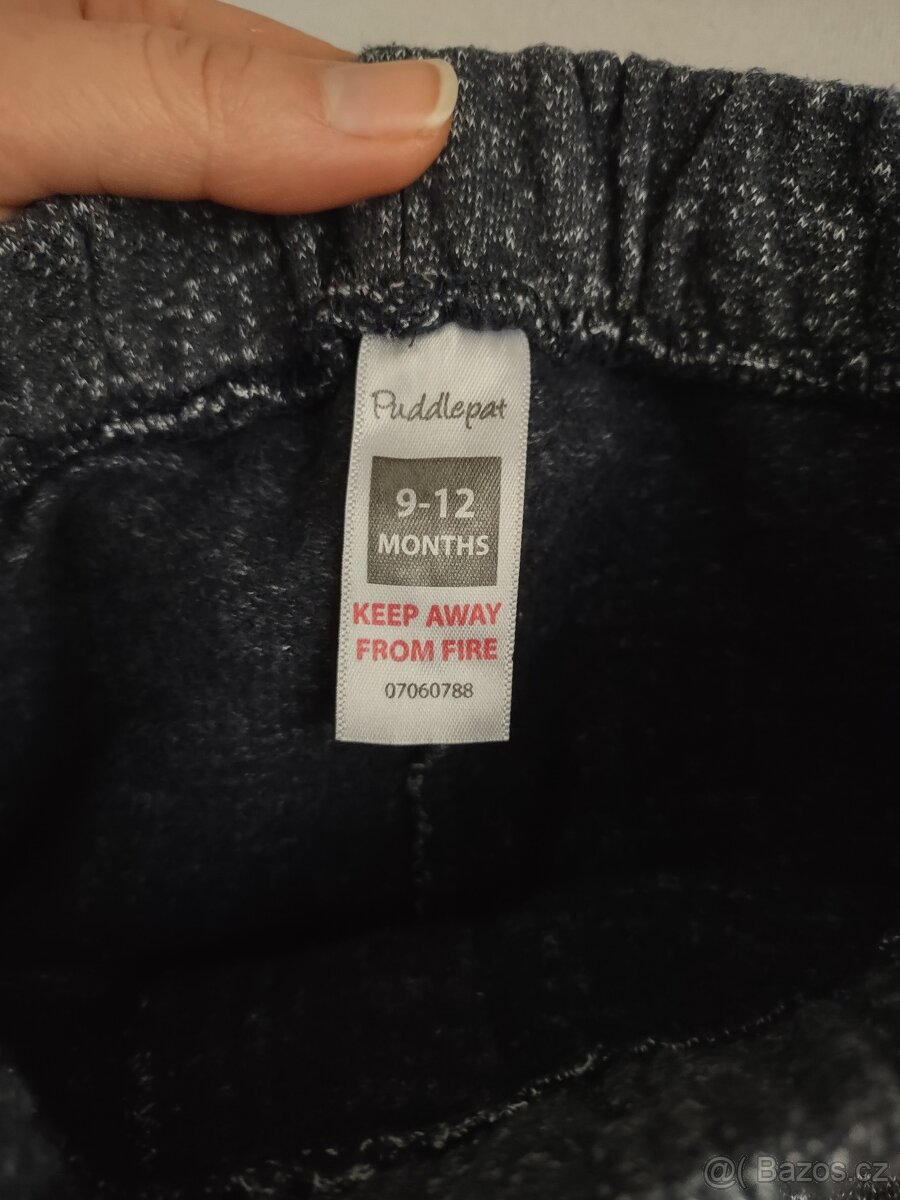 Puddlepat
9-12
MONTHS
KEEP AWAY
FROM FIRE
07060788
@( Bazos.cz